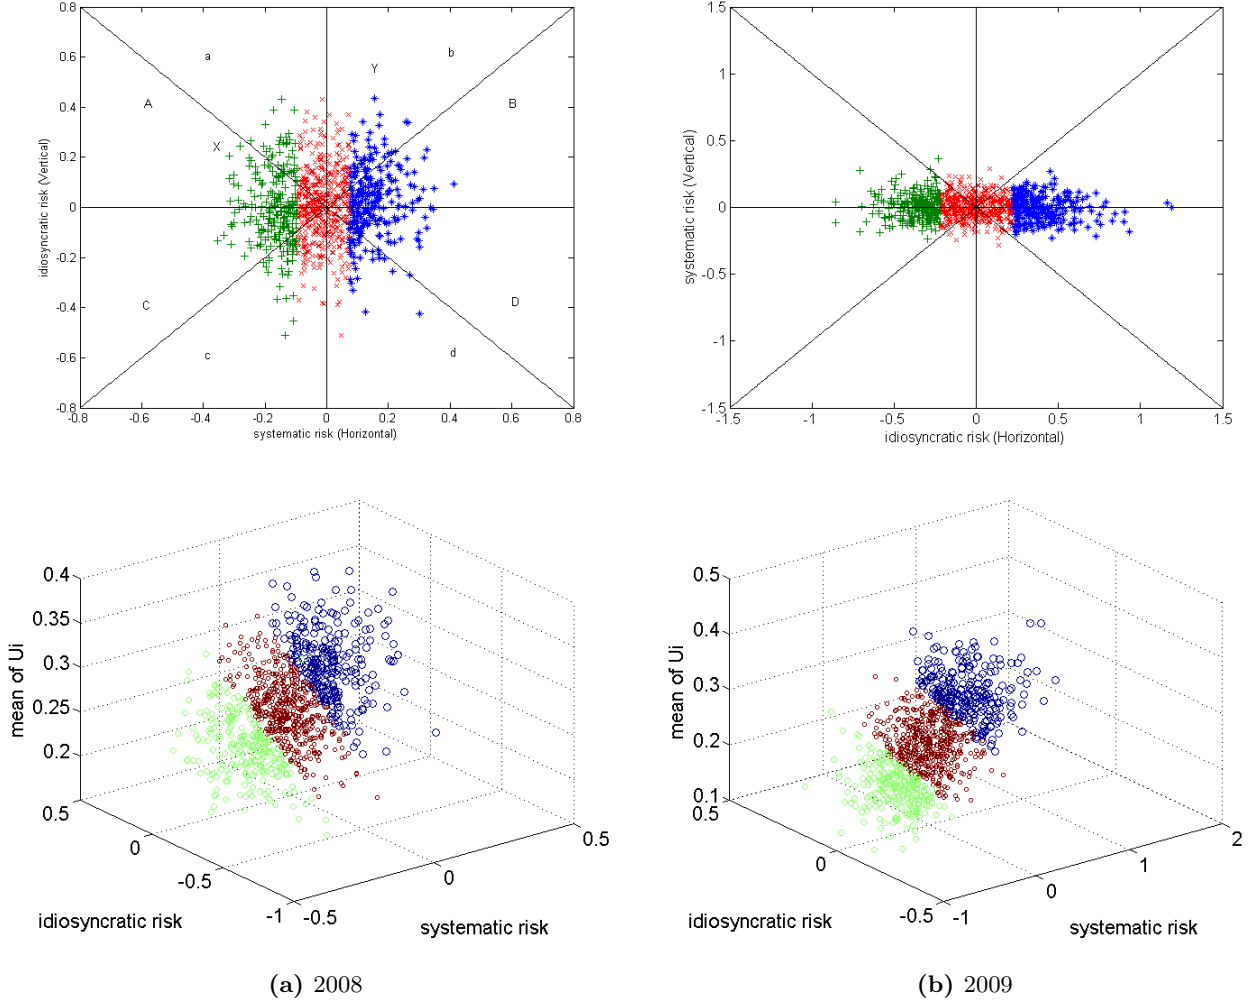 0.8
0.6
0.4
0.2
0
-0.2
-0.4
-0.6
-0.8
-0.8 -0.6 -0.4 -0.2 0 0.2 0.4 0.6 0.8
idiosyncratic risk (Vertical)
systematic risk (Horizontal)
a b
Y
A B
X
C D
c d
1.5
1
0.5
0
-0.5
-1
-1.5
-1.5 -1 -0.5 0 0.5 1 1.5
systematic risk (Vertical)
idiosyncratic risk (Horizontal)
0.4
0.35
0.3
0.25
0.2
mean of Ui
0.5
0
-0.5
-1
idiosyncratic risk
-0.5
0
0.5
systematic risk
0.5
0.4
0.3
0.2
0.1
mean of Ui
0.5
0
-0.5
idiosyncratic risk
-1
0
1
2
systematic risk
(a) 2008
(b) 2009